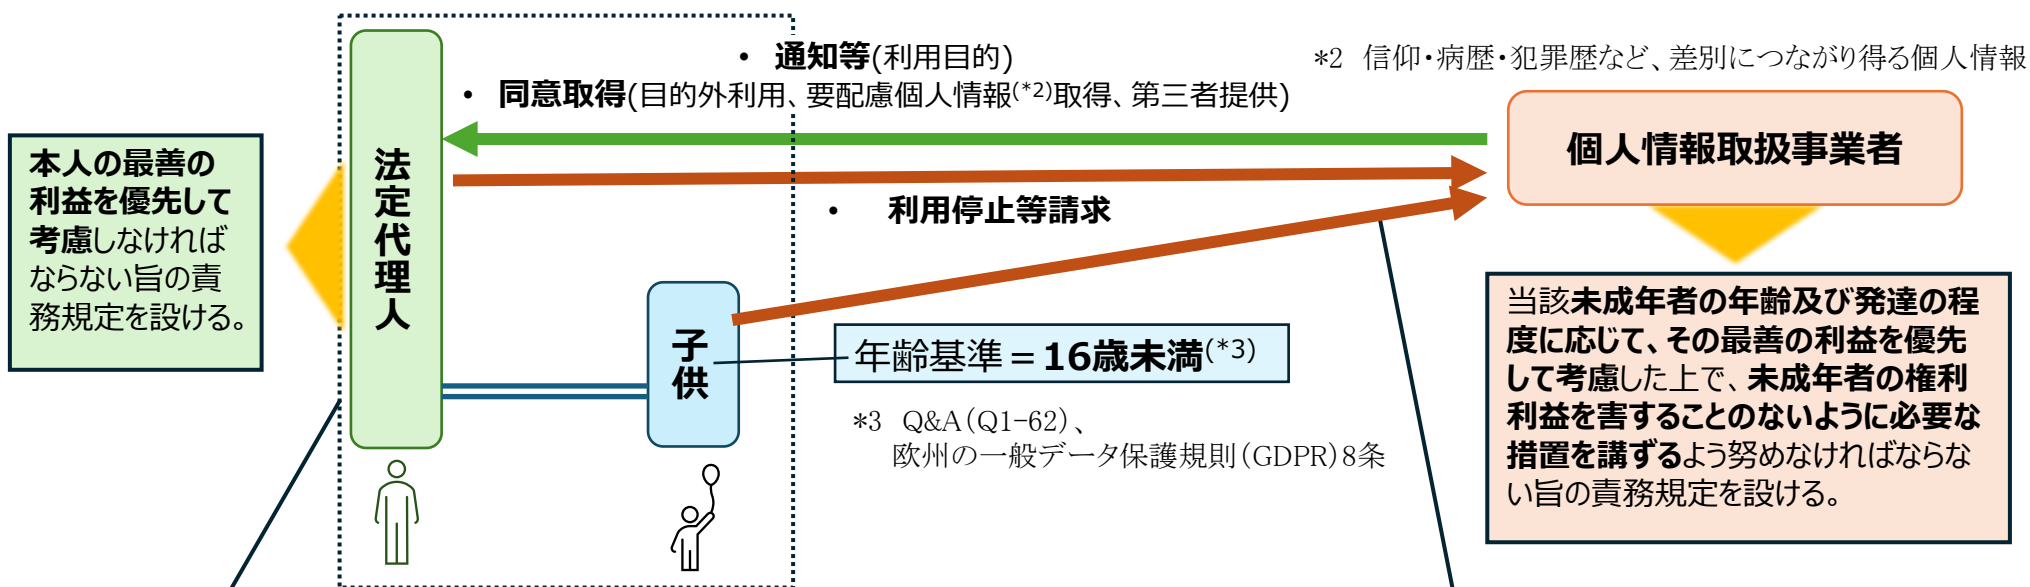 ・ 通知等(利用目的)
・ 同意取得(目的外利用、要配慮個人情報(*2)取得、第三者提供)
*2 信仰・病歴・犯罪歴など、差別につながり得る個人情報
本人の最善の
利益を優先して
考慮しなければ
ならない旨の責
務規定を設ける。
法定代理人
個人情報取扱事業者
・ 利用停止等請求
子供
年齢基準＝16歳未満(*3)
*3 Q&A(Q1-62)、
欧州の一般データ保護規則(GDPR)8条
当該未成年者の年齢及び発達の程
度に応じて、その最善の利益を優先
して考慮した上で、未成年者の権利
利益を害することのないように必要な
措置を講ずるよう努めなければならな
い旨の責務規定を設ける。